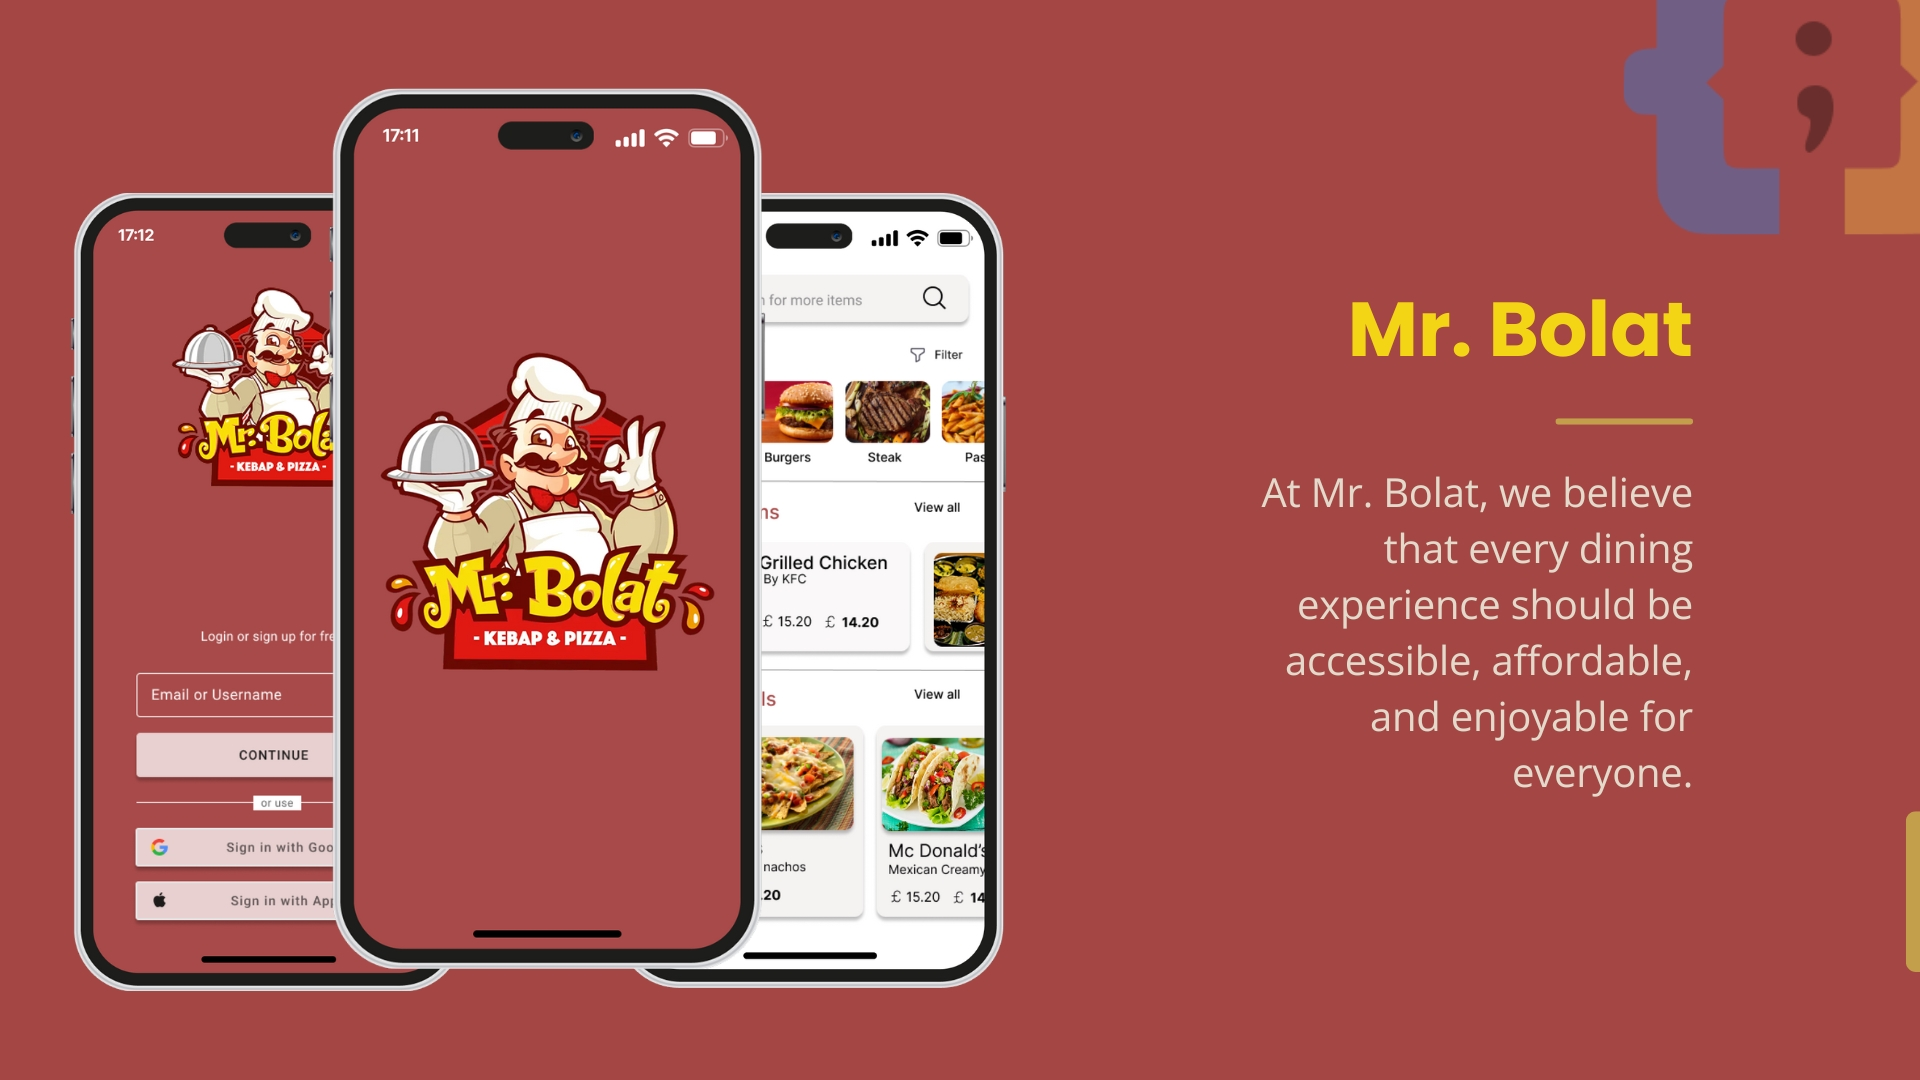 17:12
Mr. Bola
- KEBAP & PIZZA -
Login or sign up for fre
Email or Username
CONTINUE
or use
Sign in with Goo
Sign in with App
17:11
Mr. Bolat
- KEBAP & PIZZA -
for more items
Filter
Burgers
Steak
Pas
View all
Grilled Chicken
By KFC
£ 15.20 £ 14.20
View all
nachos
.20
Mc Donald's
Mexican Creamy
£ 15.20 £ 14
Mr. Bolat
At Mr. Bolat, we believe
that every dining
experience should be
accessible, affordable,
and enjoyable for
everyone.